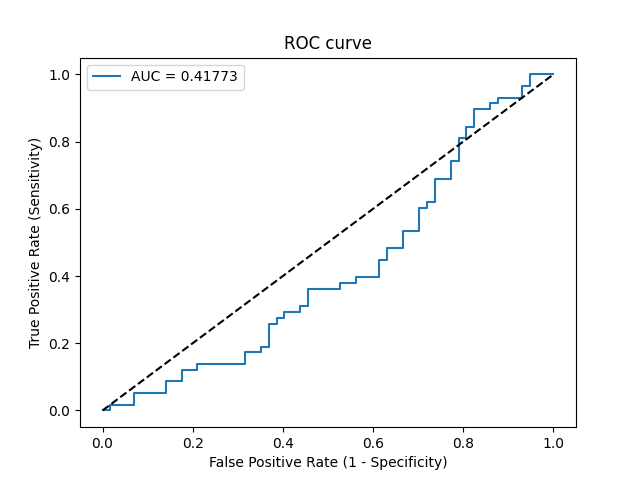 ROC curve
AUC = 0.41773
True Positive Rate (Sensitivity)
1.0
0.8
0.6
0.4
0.2
0.0
0.0 0.2 0.4 0.6 0.8 1.0
False Positive Rate (1 - Specificity)